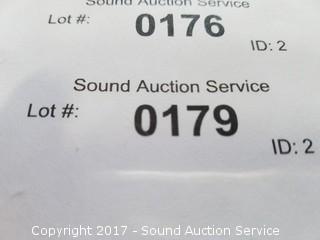 Sound Auction Service
Lot #: 0176
ID: 2
Sound Auction Service
Lot #: 0179
ID: 2
Copyright 2017 - Sound Auction Service